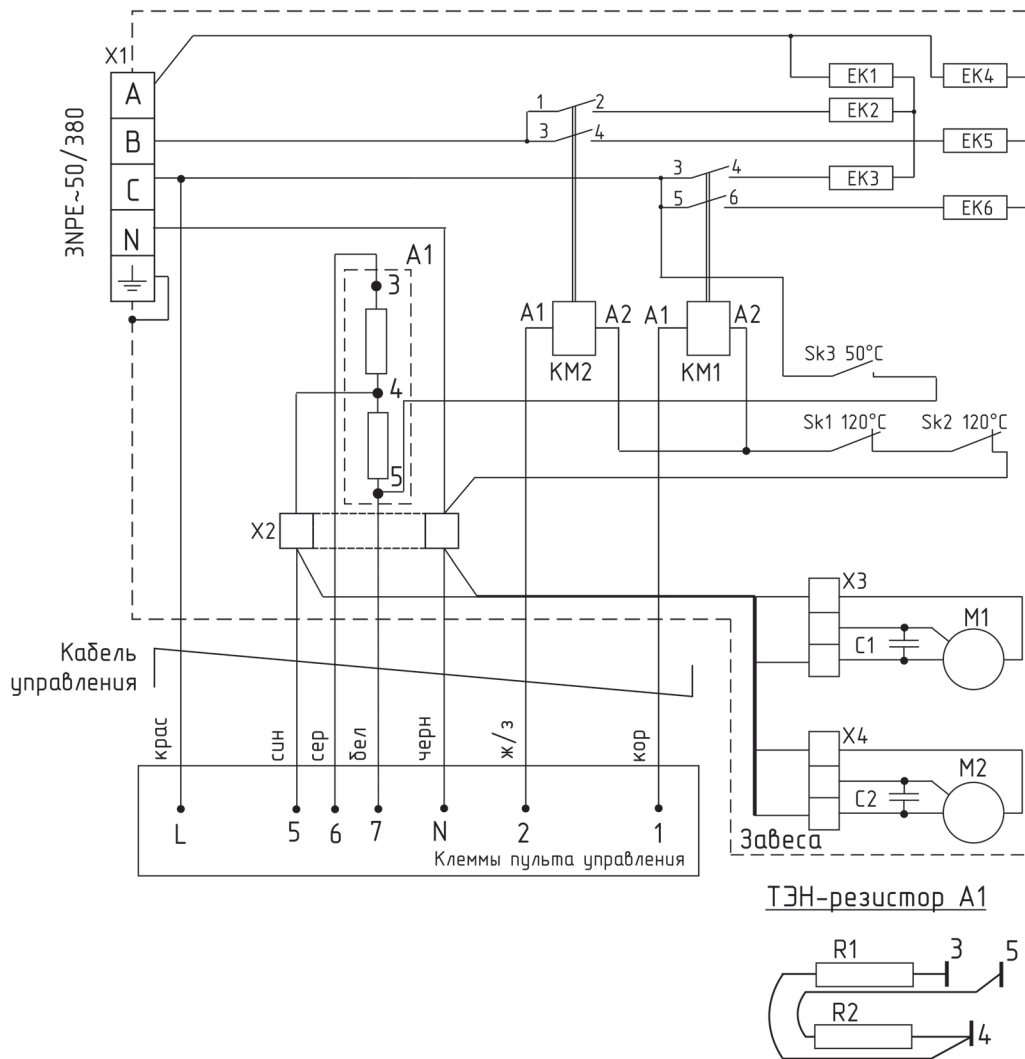 X1
3NPE~50/380
A
B
C
N
EK1
EK4
1
2
EK2
3
4
EK5
3
4
EK3
5
6
EK6
A1
3
4
5
A1
A2
KM2
A1
A2
KM1
Sk3 50°C
Sk1 120°C
Sk2 120°C
X2
X3
C1
M1
X4
C2
M2
Завеса
Кабель
управления
крас
син
сер
бел
черн
ж/з
кор
L
5
6
7
N
2
1
Клеммы пульта управления
ТЭН-резистор А1
R1
3
5
R2
4